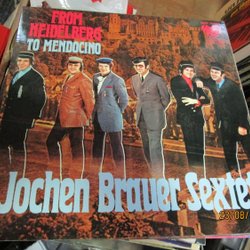 FROM
HEIDELBERG
TO MENDOCINO
Jochen Brauer Sextet